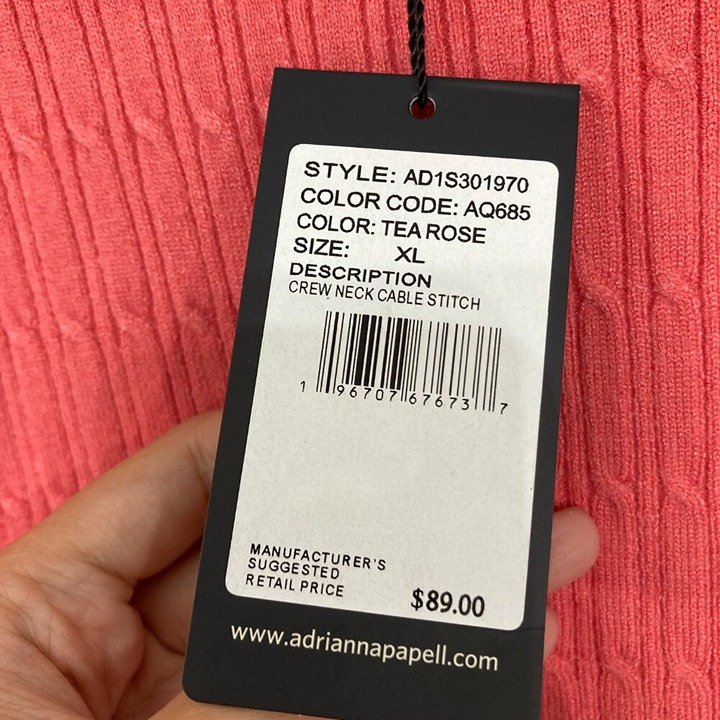 STYLE: AD1S301970
COLOR CODE: AQ685
COLOR: TEA ROSE
SIZE: XL
DESCRIPTION
CREW NECK CABLE STITCH
1 96707 67673 7
MANUFACTURER'S
SUGGESTED
RETAIL PRICE
$89.00
www.adriannapapell.com